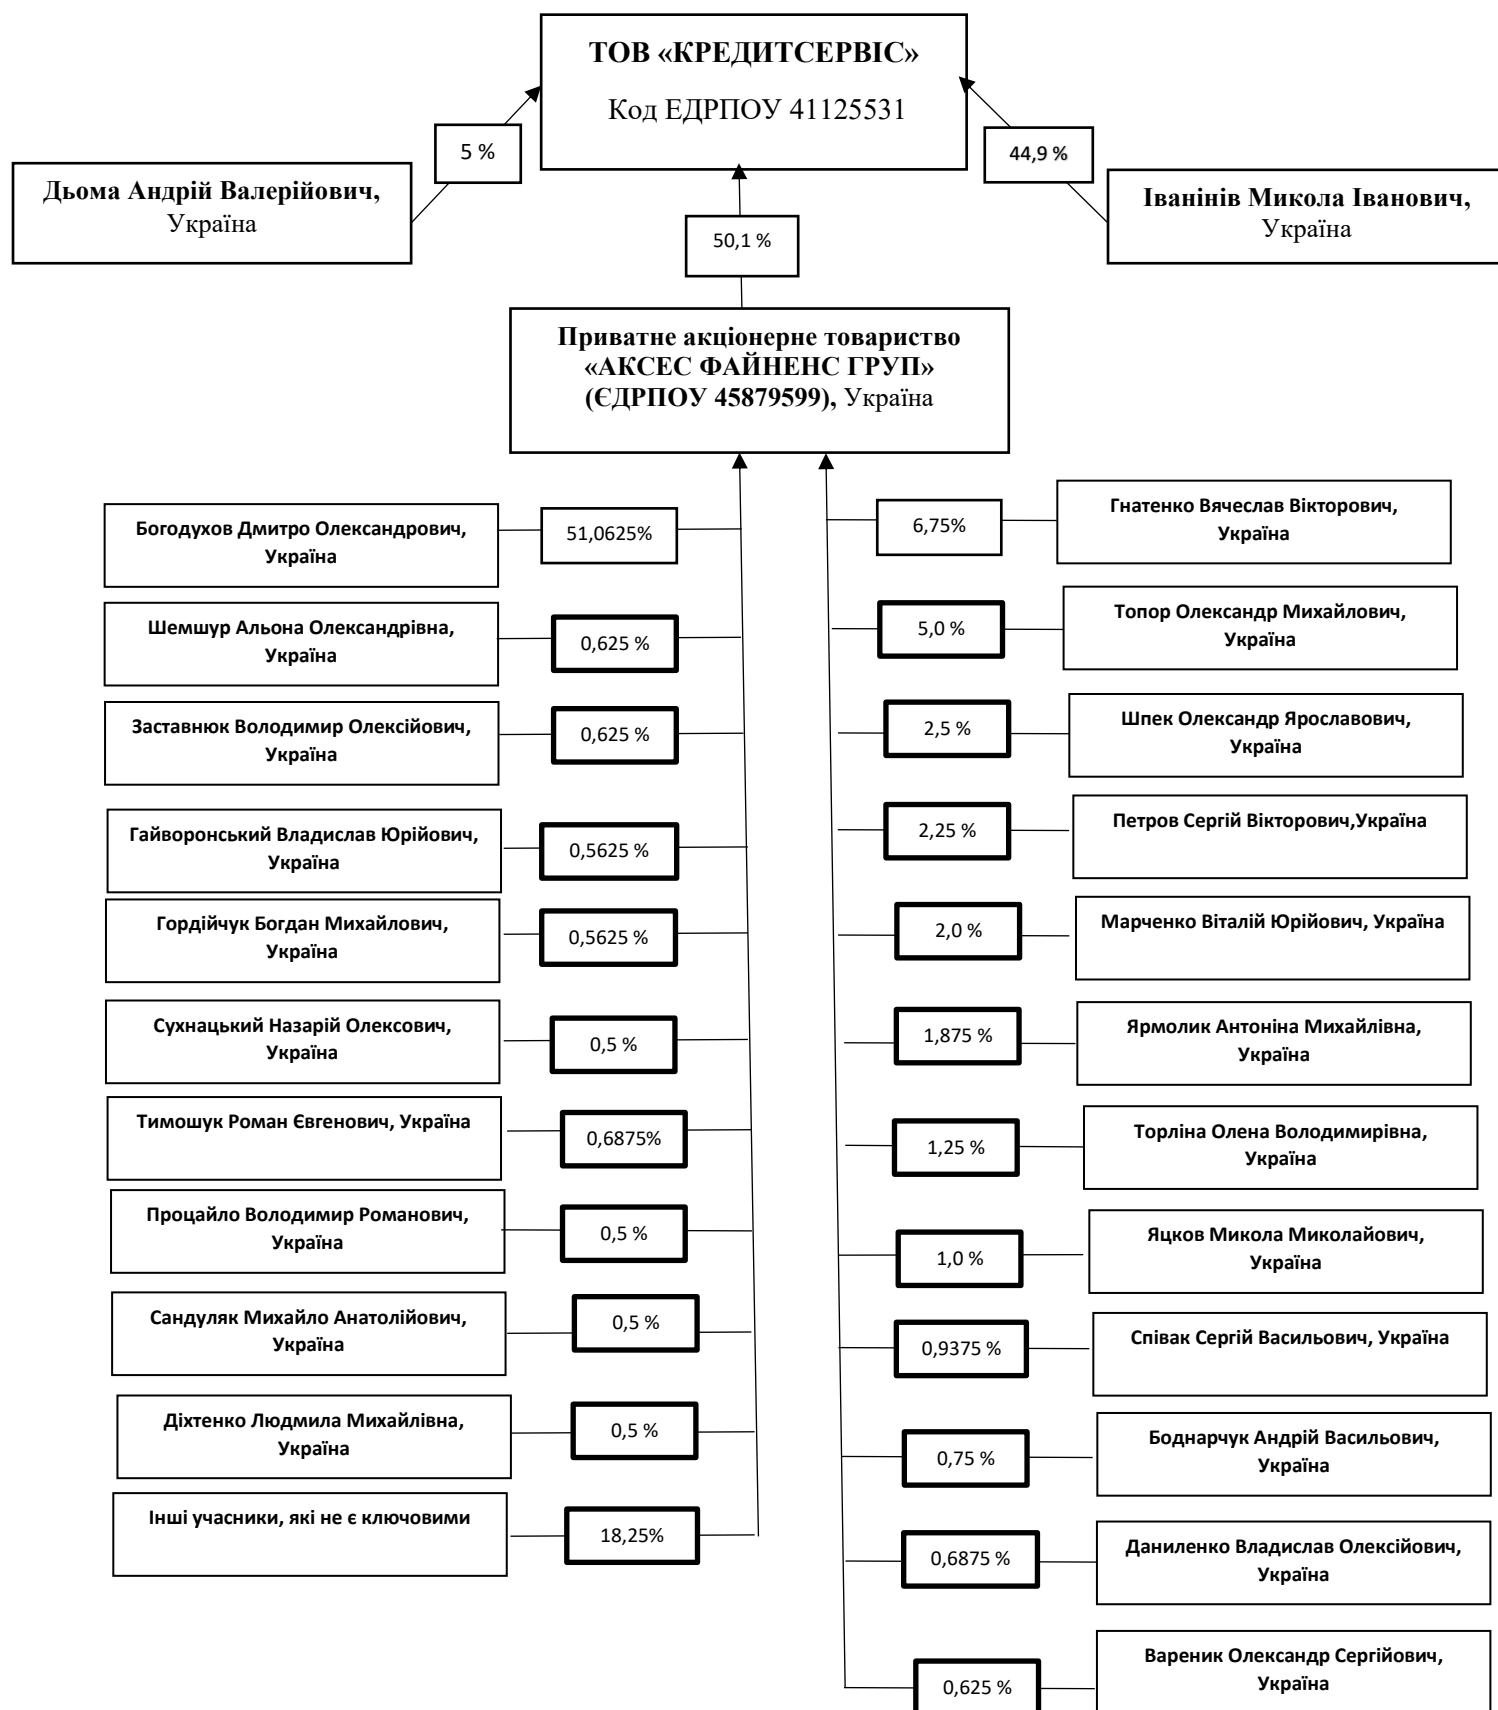 ТОВ «КРЕДИТСЕРВІС»
Код ЕДРПОУ 41125531
5 %
44,9 %
Дьома Андрій Валерійович,
Україна
Іванінів Микола Іванович,
Україна
50,1 %
Приватне акціонерне товариство
«АКСЕС ФАЙНЕНС ГРУП»
(ЄДРПОУ 45879599), Україна
Богодухов Дмитро Олександрович,
Україна
51,0625%
Шемшур Альона Олександрівна,
Україна
0,625 %
Заставнюк Володимир Олексійович,
Україна
0,625 %
Гайворонський Владислав Юрійович,
Україна
0,5625 %
Гордійчук Богдан Михайлович,
Україна
0,5625 %
Сухнацький Назарій Олексович,
Україна
0,5 %
Тимошук Роман Євгенович, Україна
0,6875%
Процайло Володимир Романович,
Україна
0,5 %
Сандуляк Михайло Анатолійович,
Україна
0,5 %
Діхтенко Людмила Михайлівна,
Україна
0,5 %
Інші учасники, які не є ключовими
18,25%
6,75%
Гнатенко Вячеслав Вікторович,
Україна
5,0 %
Топор Олександр Михайлович,
Україна
2,5 %
Шпек Олександр Ярославович,
Україна
2,25 %
Петров Сергій Вікторович,Україна
2,0 %
Марченко Віталій Юрійович, Україна
1,875 %
Ярмолик Антоніна Михайлівна,
Україна
1,25 %
Торліна Олена Володимирівна,
Україна
1,0 %
Яцков Микола Миколайович,
Україна
0,9375 %
Співак Сергій Васильович, Україна
0,75 %
Боднарчук Андрій Васильович,
Україна
0,6875 %
Даниленко Владислав Олексійович,
Україна
0,625 %
Вареник Олександр Сергійович,
Україна